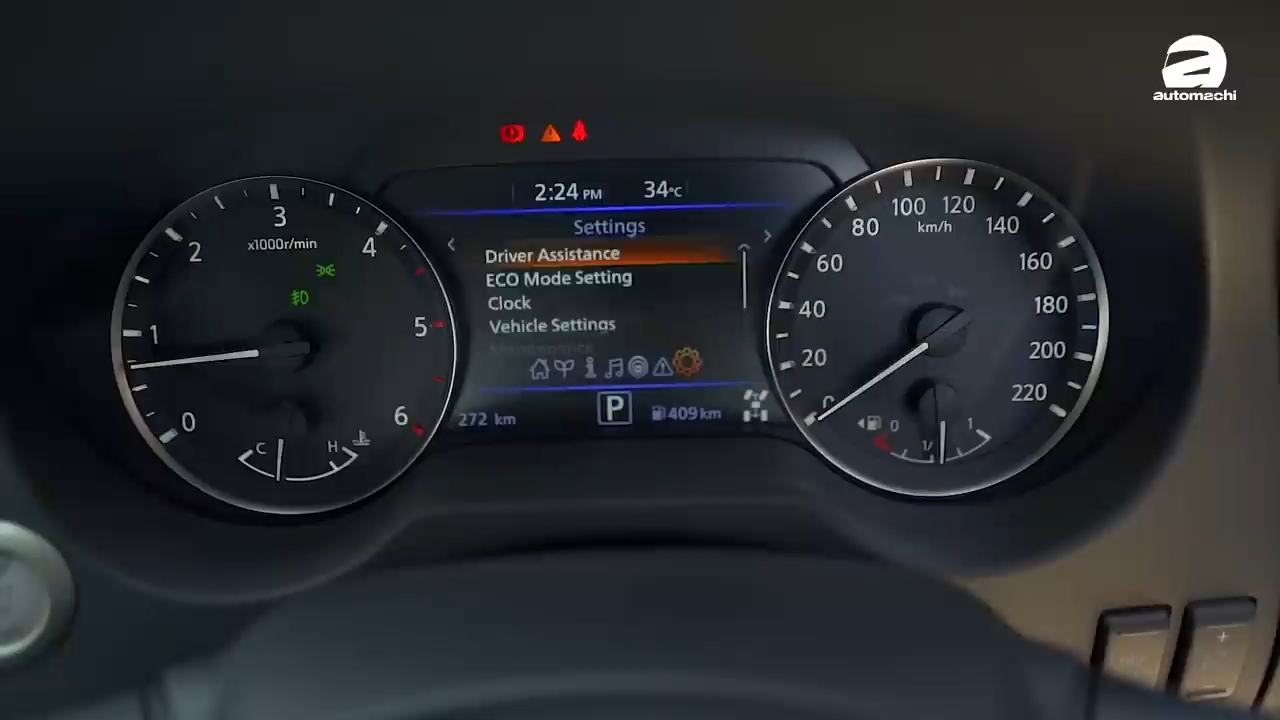 automachi
2:24 PM 34°C
Settings
Driver Assistance
ECO Mode Setting
Clock
Vehicle Settings
Maintenance
272 km P 409 km
x1000r/min
0 1 2 3 4 5 6
C H
km/h
0 20 40 60 80 100 120 140 160 180 200 220
0 1